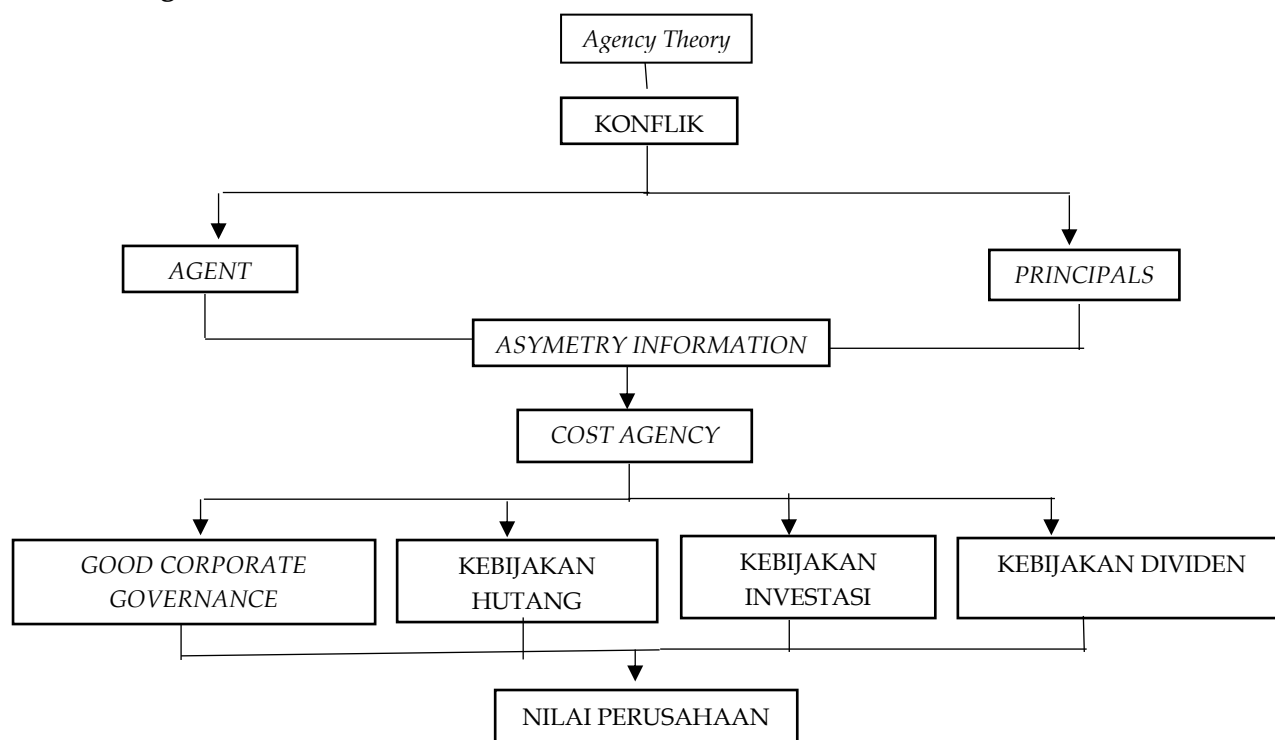 Agency Theory
KONFLIK
AGENT
PRINCIPALS
ASYMETRY INFORMATION
COST AGENCY
GOOD CORPORATE
GOVERNANCE
KEBIJAKAN
HUTANG
KEBIJAKAN
INVESTASI
KEBIJAKAN DIVIDEN
NILAI PERUSAHAAN